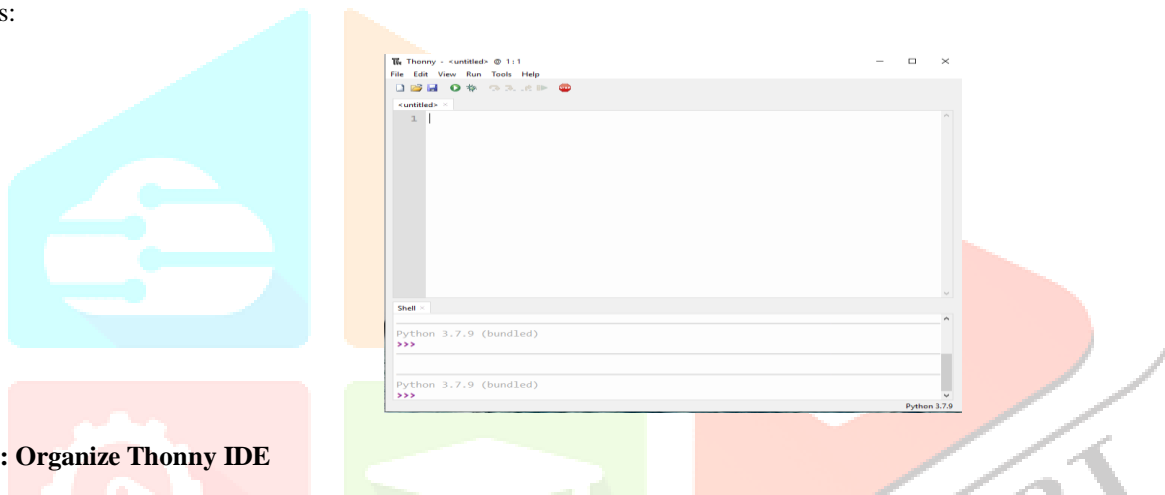 s:
Thonny - <untitled> @ 1:1
File Edit View Run Tools Help
<untitled>
1
Shell
Python 3.7.9 (bundled)
>>>
Python 3.7.9 (bundled)
>>>
Python 3.7.9
: Organize Thonny IDE